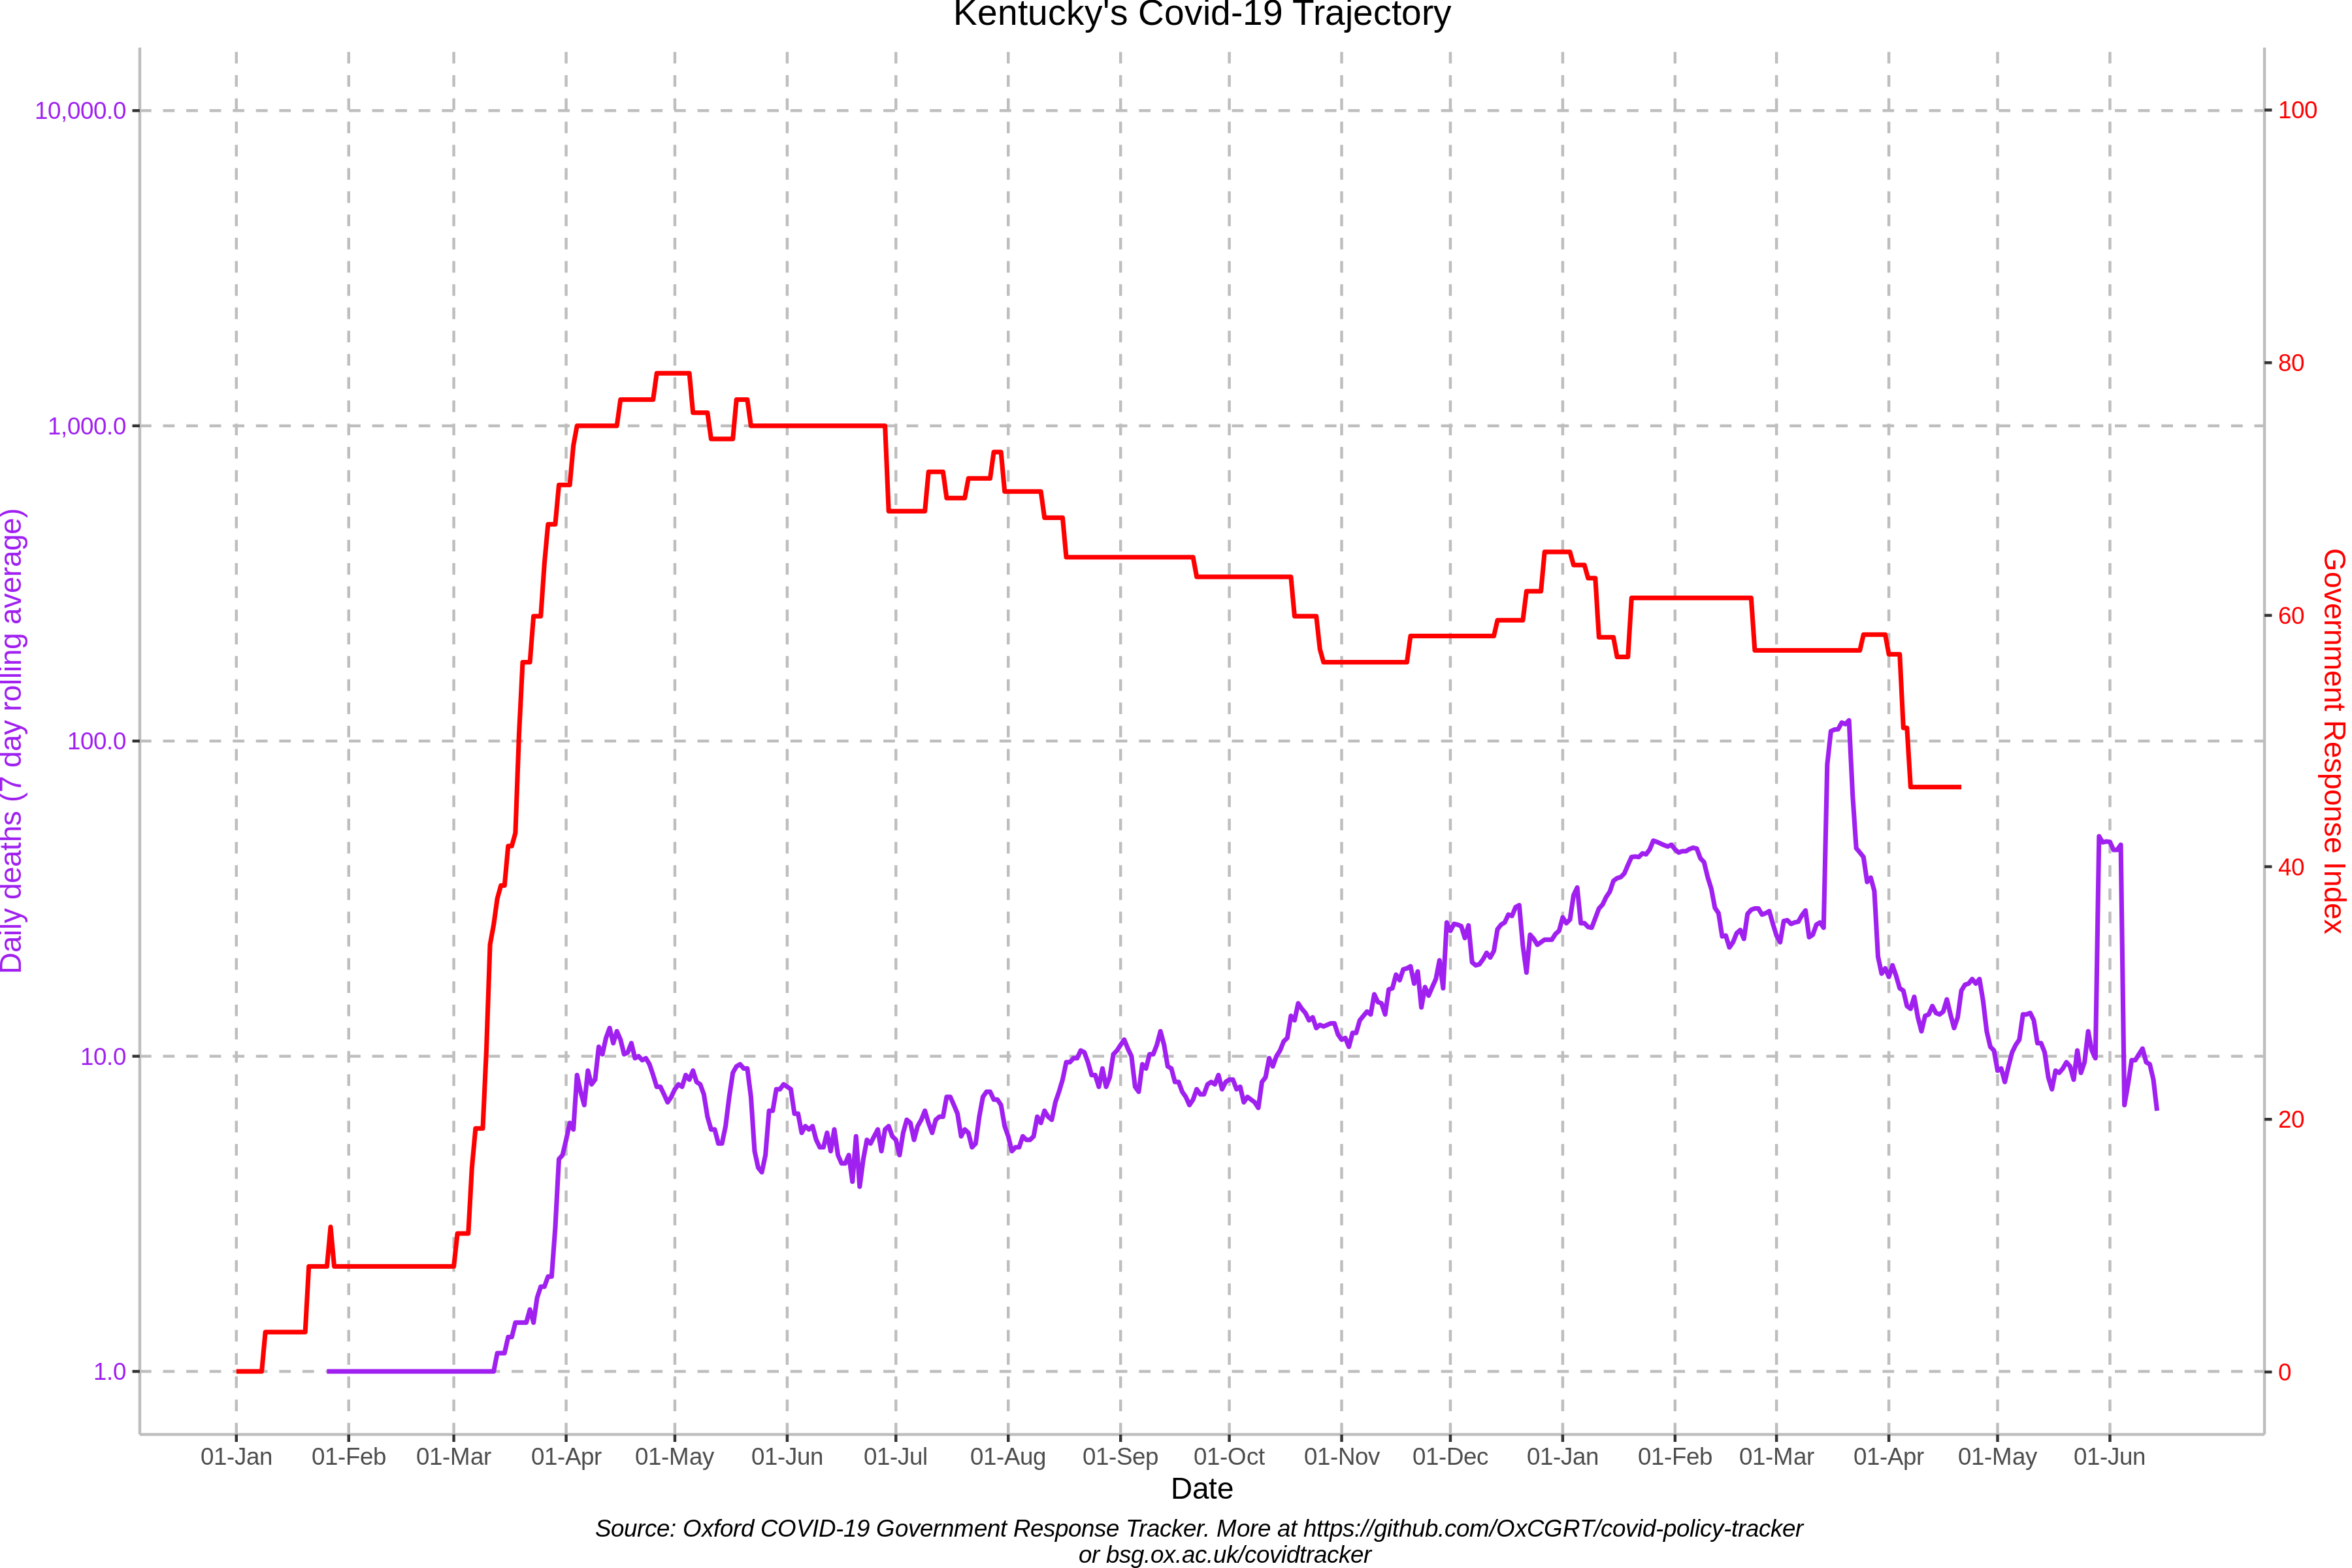 Kentucky's Covid-19 Trajectory
10,000.0
1,000.0
100.0
10.0
1.0
Daily deaths (7 day rolling average)
100
80
60
40
20
0
Government Response Index
01-Jan 01-Feb 01-Mar 01-Apr 01-May 01-Jun 01-Jul 01-Aug 01-Sep 01-Oct 01-Nov 01-Dec 01-Jan 01-Feb 01-Mar 01-Apr 01-May 01-Jun
Date
Source: Oxford COVID-19 Government Response Tracker. More at https://github.com/OxCGRT/covid-policy-tracker
or bsg.ox.ac.uk/covidtracker